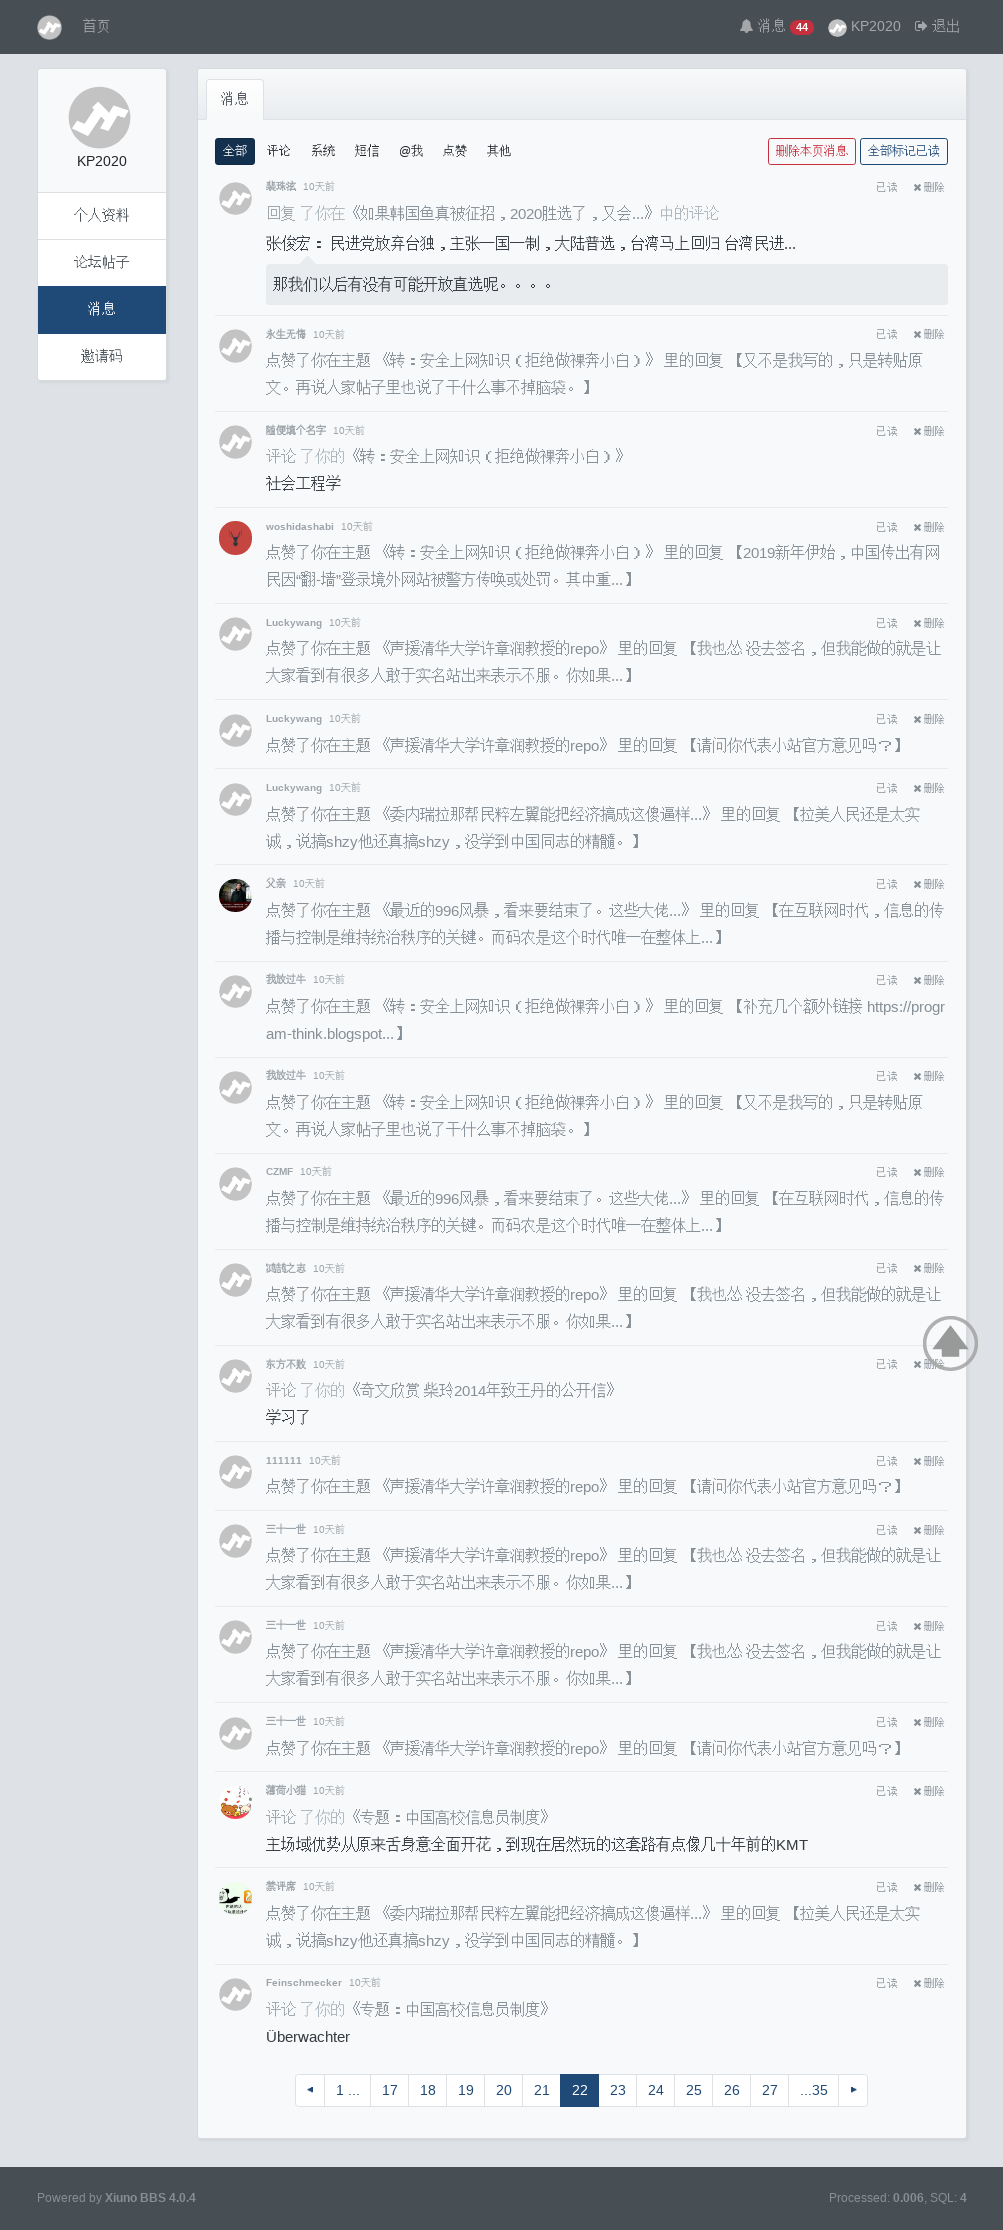 首页
消息 44 KP2020 退出
KP2020
个人资料
论坛帖子
消息
邀请码
消息
全部 评论 系统 短信 @我 点赞 其他
删除本页消息 全部标记已读
裴珠泫 10天前 已读 删除
回复 了你在《如果韩国鱼真被征招，2020胜选了，又会...》中的评论
张俊宏： 民进党放弃台独，主张一国一制，大陆普选，台湾马上回归 台湾民进...
那我们以后有没有可能开放直选呢。。。。
永生无悔 10天前 已读 删除
点赞了你在主题 《转：安全上网知识（拒绝做裸奔小白）》 里的回复 【又不是我写的，只是转贴原
文。再说人家帖子里也说了干什么事不掉脑袋。】
随便填个名字 10天前 已读 删除
评论 了你的《转：安全上网知识（拒绝做裸奔小白）》
社会工程学
woshidashabi 10天前 已读 删除
点赞了你在主题 《转：安全上网知识（拒绝做裸奔小白）》 里的回复 【2019新年伊始，中国传出有网
民因“翻-墙”登录境外网站被警方传唤或处罚。其中重...】
Luckywang 10天前 已读 删除
点赞了你在主题 《声援清华大学许章润教授的repo》 里的回复 【我也怂 没去签名，但我能做的就是让
大家看到有很多人敢于实名站出来表示不服。你如果...】
Luckywang 10天前 已读 删除
点赞了你在主题 《声援清华大学许章润教授的repo》 里的回复 【请问你代表小站官方意见吗？】
Luckywang 10天前 已读 删除
点赞了你在主题 《委内瑞拉那帮民粹左翼能把经济搞成这傻逼样...》 里的回复 【拉美人民还是太实
诚，说搞shzy他还真搞shzy，没学到中国同志的精髓。】
父亲 10天前 已读 删除
点赞了你在主题 《最近的996风暴，看来要结束了。这些大佬...》 里的回复 【在互联网时代，信息的传
播与控制是维持统治秩序的关键。而码农是这个时代唯一在整体上...】
我放过牛 10天前 已读 删除
点赞了你在主题 《转：安全上网知识（拒绝做裸奔小白）》 里的回复 【补充几个额外链接 https://progr
am-think.blogspot...】
我放过牛 10天前 已读 删除
点赞了你在主题 《转：安全上网知识（拒绝做裸奔小白）》 里的回复 【又不是我写的，只是转贴原
文。再说人家帖子里也说了干什么事不掉脑袋。】
CZMF 10天前 已读 删除
点赞了你在主题 《最近的996风暴，看来要结束了。这些大佬...》 里的回复 【在互联网时代，信息的传
播与控制是维持统治秩序的关键。而码农是这个时代唯一在整体上...】
鸿鹄之志 10天前 已读 删除
点赞了你在主题 《声援清华大学许章润教授的repo》 里的回复 【我也怂 没去签名，但我能做的就是让
大家看到有很多人敢于实名站出来表示不服。你如果...】
东方不败 10天前 已读 删除
评论 了你的《奇文欣赏 柴玲2014年致王丹的公开信》
学习了
111111 10天前 已读 删除
点赞了你在主题 《声援清华大学许章润教授的repo》 里的回复 【请问你代表小站官方意见吗？】
三十一世 10天前 已读 删除
点赞了你在主题 《声援清华大学许章润教授的repo》 里的回复 【我也怂 没去签名，但我能做的就是让
大家看到有很多人敢于实名站出来表示不服。你如果...】
三十一世 10天前 已读 删除
点赞了你在主题 《声援清华大学许章润教授的repo》 里的回复 【我也怂 没去签名，但我能做的就是让
大家看到有很多人敢于实名站出来表示不服。你如果...】
三十一世 10天前 已读 删除
点赞了你在主题 《声援清华大学许章润教授的repo》 里的回复 【请问你代表小站官方意见吗？】
薄荷小猫 10天前 已读 删除
评论 了你的《专题：中国高校信息员制度》
主场域优势从原来舌身意全面开花，到现在居然玩的这套路有点像几十年前的KMT
禁评席 10天前 已读 删除
点赞了你在主题 《委内瑞拉那帮民粹左翼能把经济搞成这傻逼样...》 里的回复 【拉美人民还是太实
诚，说搞shzy他还真搞shzy，没学到中国同志的精髓。】
Feinschmecker 10天前 已读 删除
评论 了你的《专题：中国高校信息员制度》
Überwachter
◂ 1 ... 17 18 19 20 21 22 23 24 25 26 27 ...35 ▸
Powered by Xiuno BBS 4.0.4
Processed: 0.006, SQL: 4